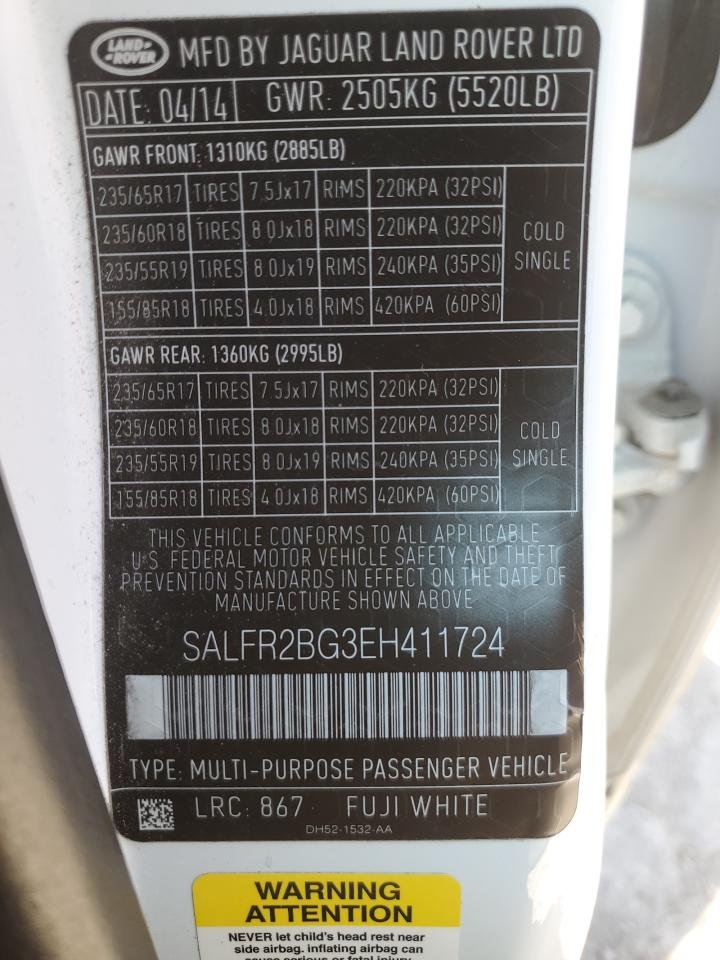 LAND ROVER MFD BY JAGUAR LAND ROVER LTD
DATE: 04/14 GWR: 2505KG (5520LB)
GAWR FRONT: 1310KG (2885LB)
235/65R17 TIRES 7.5Jx17 RIMS 220KPA (32PSI)
235/60R18 TIRES 8.0Jx18 RIMS 220KPA (32PSI)
235/55R19 TIRES 8.0Jx19 RIMS 240KPA (35PSI)
155/85R18 TIRES 4.0Jx18 RIMS 420KPA (60PSI)
COLD
SINGLE
GAWR REAR: 1360KG (2995LB)
235/65R17 TIRES 7.5Jx17 RIMS 220KPA (32PSI)
235/60R18 TIRES 8.0Jx18 RIMS 220KPA (32PSI)
235/55R19 TIRES 8.0Jx19 RIMS 240KPA (35PSI)
155/85R18 TIRES 4.0Jx18 RIMS 420KPA (60PSI)
COLD
SINGLE
THIS VEHICLE CONFORMS TO ALL APPLICABLE
U.S. FEDERAL MOTOR VEHICLE SAFETY AND THEFT
PREVENTION STANDARDS IN EFFECT ON THE DATE OF
MANUFACTURE SHOWN ABOVE
SALFR2BG3EH411724
TYPE: MULTI-PURPOSE PASSENGER VEHICLE
LRC: 867 FUJI WHITE
DH52-1532-AA
WARNING
ATTENTION
NEVER let child's head rest near
side airbag. inflating airbag can
cause serious or fatal injury